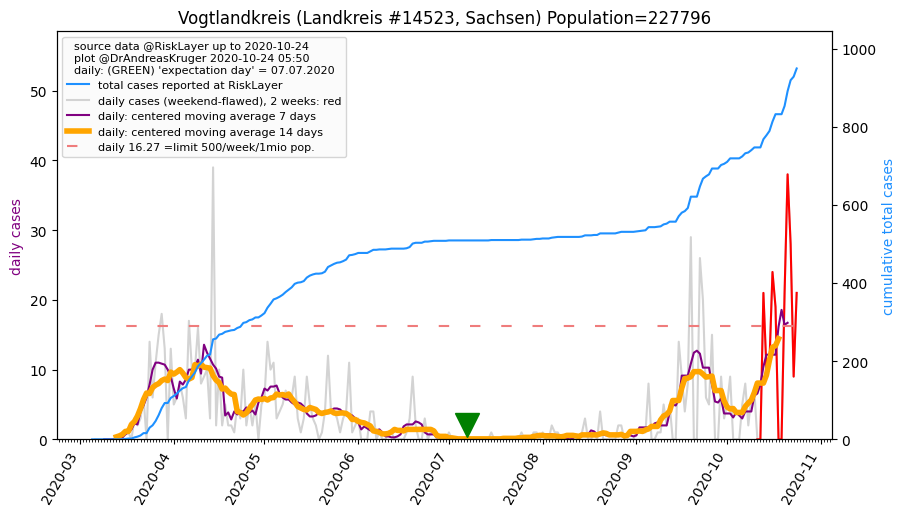 Vogtlandkreis (Landkreis #14523, Sachsen) Population=227796
source data @RiskLayer up to 2020-10-24
plot @DrAndreasKruger 2020-10-24 05:50
daily: (GREEN) 'expectation day' = 07.07.2020
total cases reported at RiskLayer
daily cases (weekend-flawed), 2 weeks: red
daily: centered moving average 7 days
daily: centered moving average 14 days
daily 16.27 =limit 500/week/1mio pop.
daily cases
50
40
30
20
10
0
cumulative total cases
1000
800
600
400
200
0
2020-03
2020-04
2020-05
2020-06
2020-07
2020-08
2020-09
2020-10
2020-11